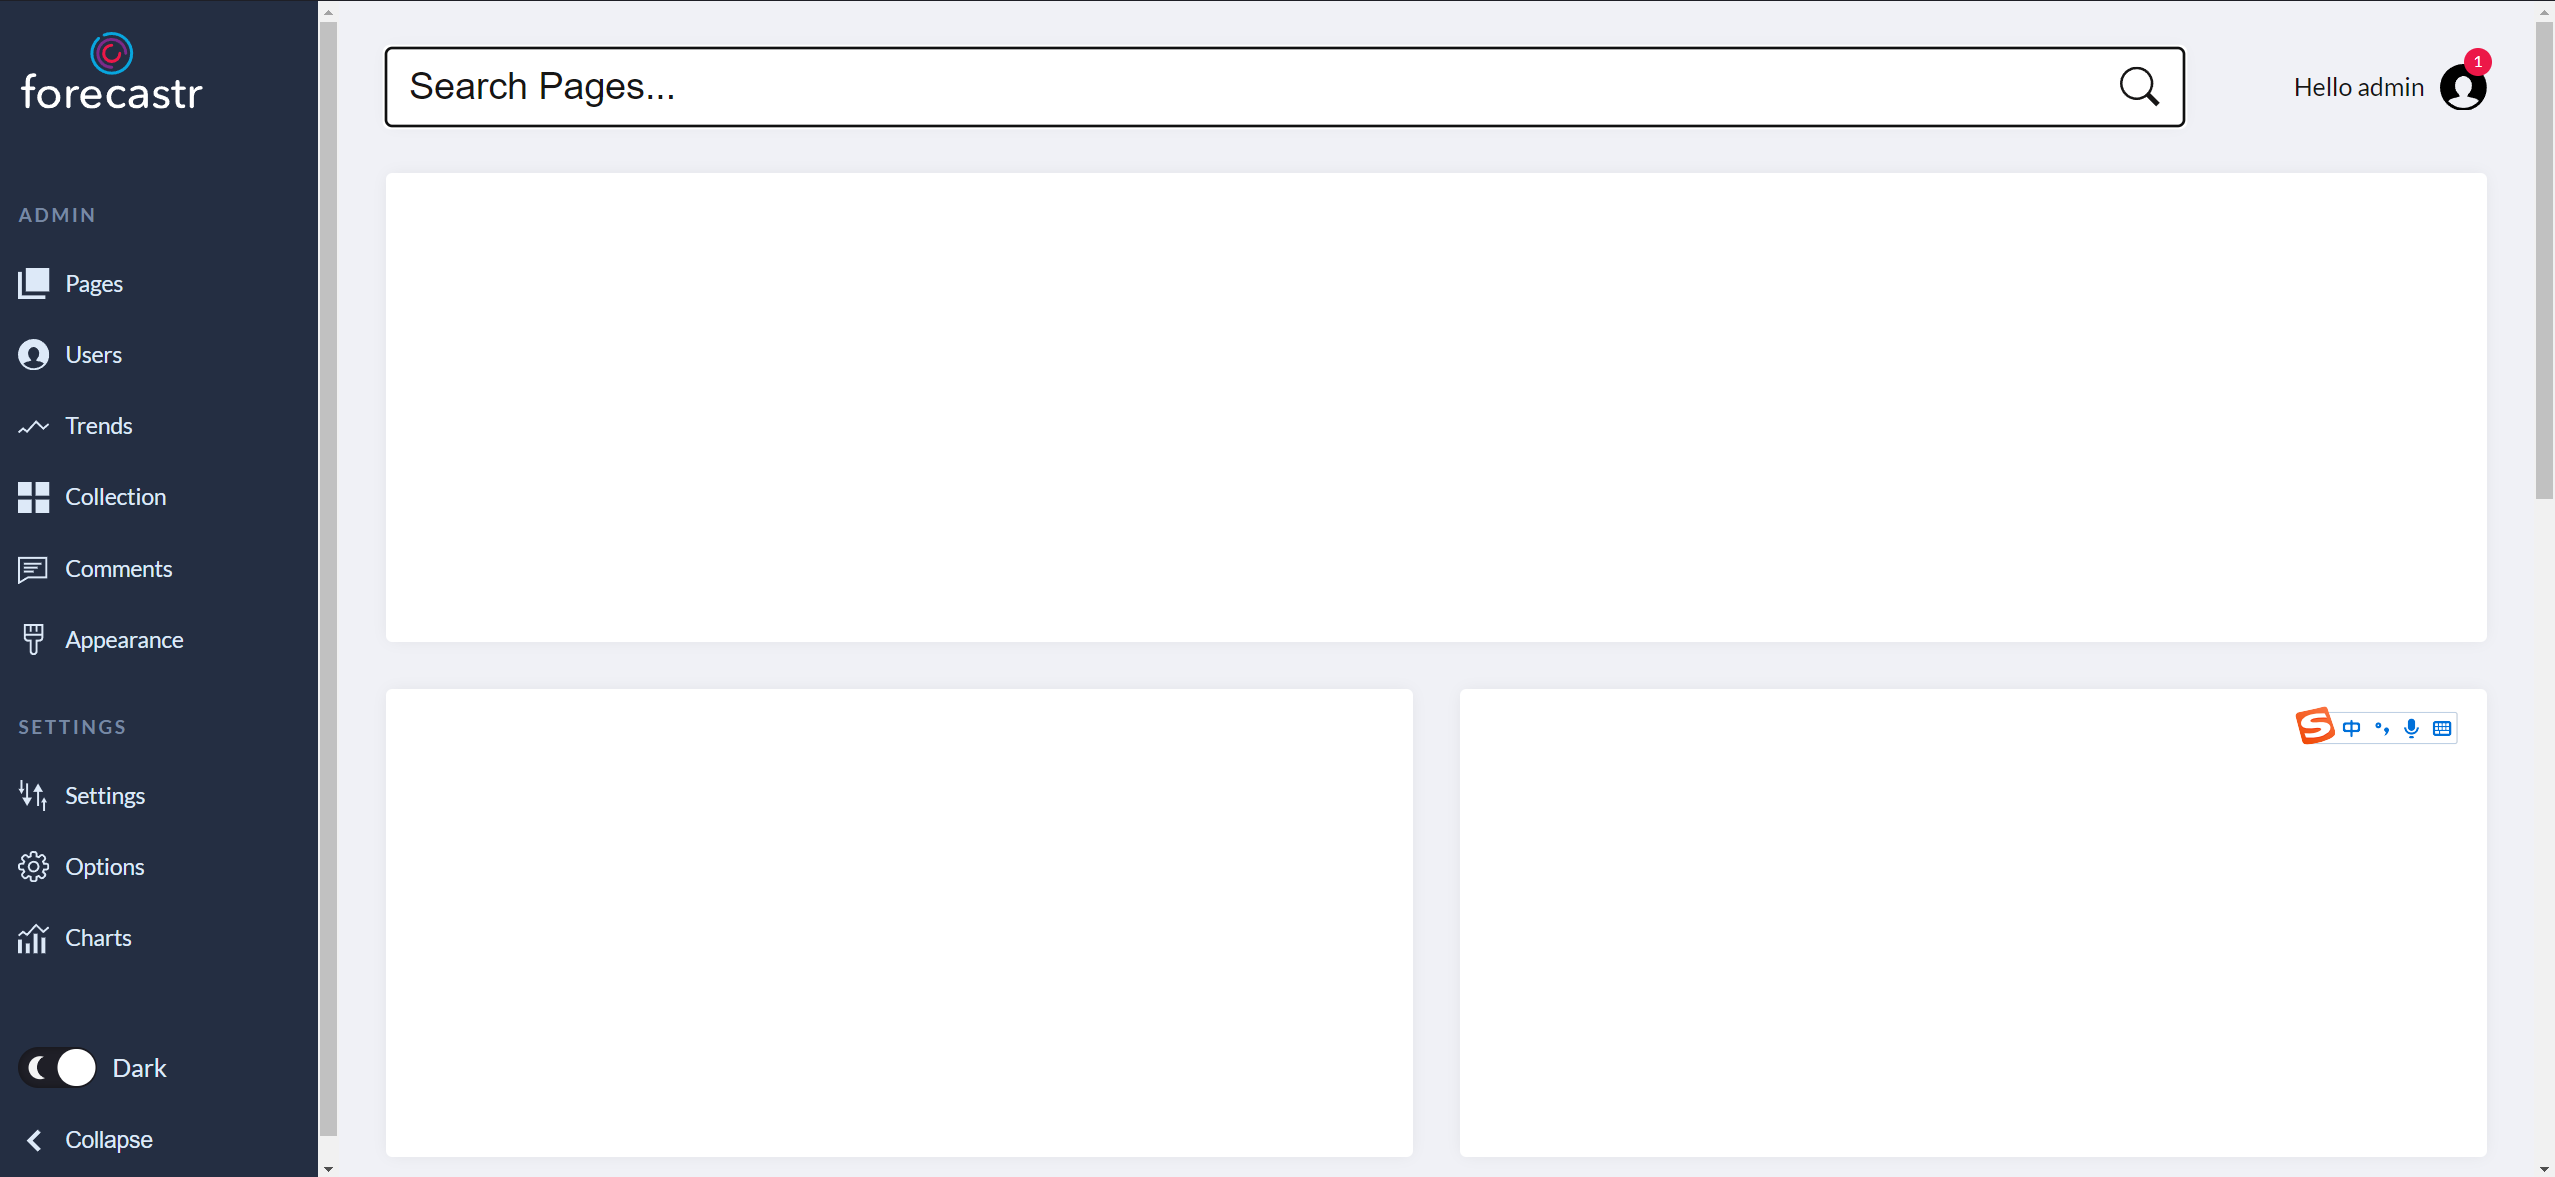 forecastr
Search Pages...
Hello admin
1
ADMIN
Pages
Users
Trends
Collection
Comments
Appearance
SETTINGS
Settings
Options
Charts
Dark
Collapse
S 中 °,